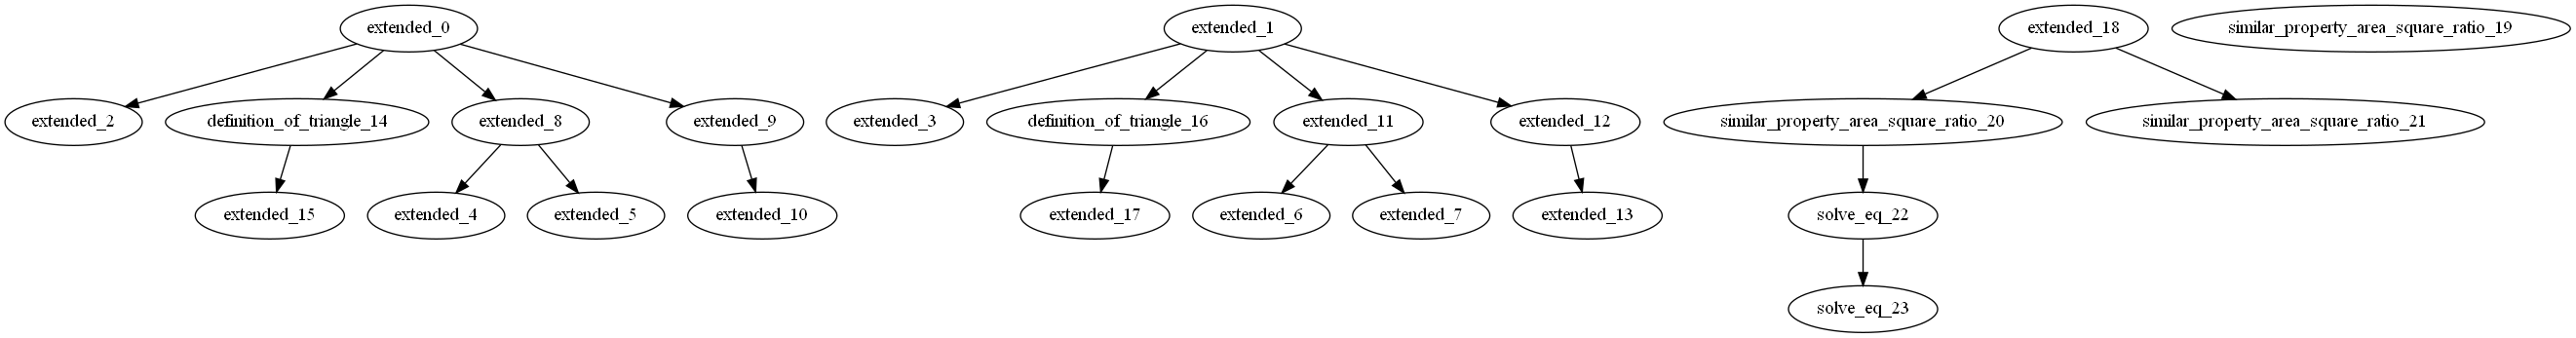 extended_0
extended_1
extended_18
similar_property_area_square_ratio_19
extended_2
definition_of_triangle_14
extended_8
extended_9
extended_3
definition_of_triangle_16
extended_11
extended_12
similar_property_area_square_ratio_20
similar_property_area_square_ratio_21
extended_15
extended_4
extended_5
extended_10
extended_17
extended_6
extended_7
extended_13
solve_eq_22
solve_eq_23